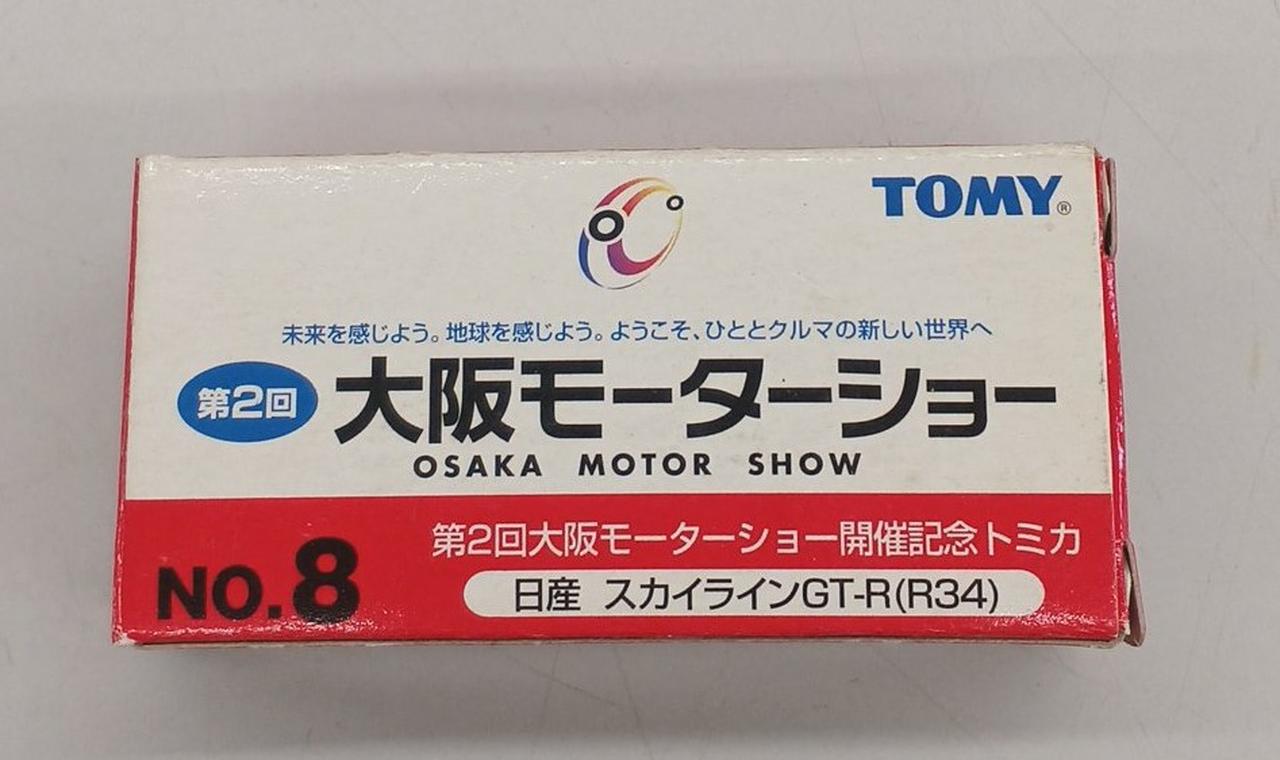 TOMY®
未来を感じよう。地球を感じよう。ようこそ、ひととクルマの新しい世界へ
第2回 大阪モーターショー
OSAKA MOTOR SHOW
第2回大阪モーターショー開催記念トミカ
NO.8 日産 スカイラインGT-R(R34)